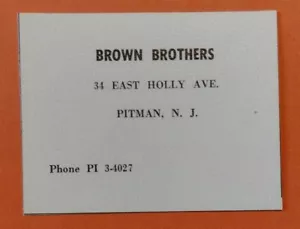 BROWN BROTHERS
34 EAST HOLLY AVE.
PITMAN, N. J.
Phone PI 3-4027